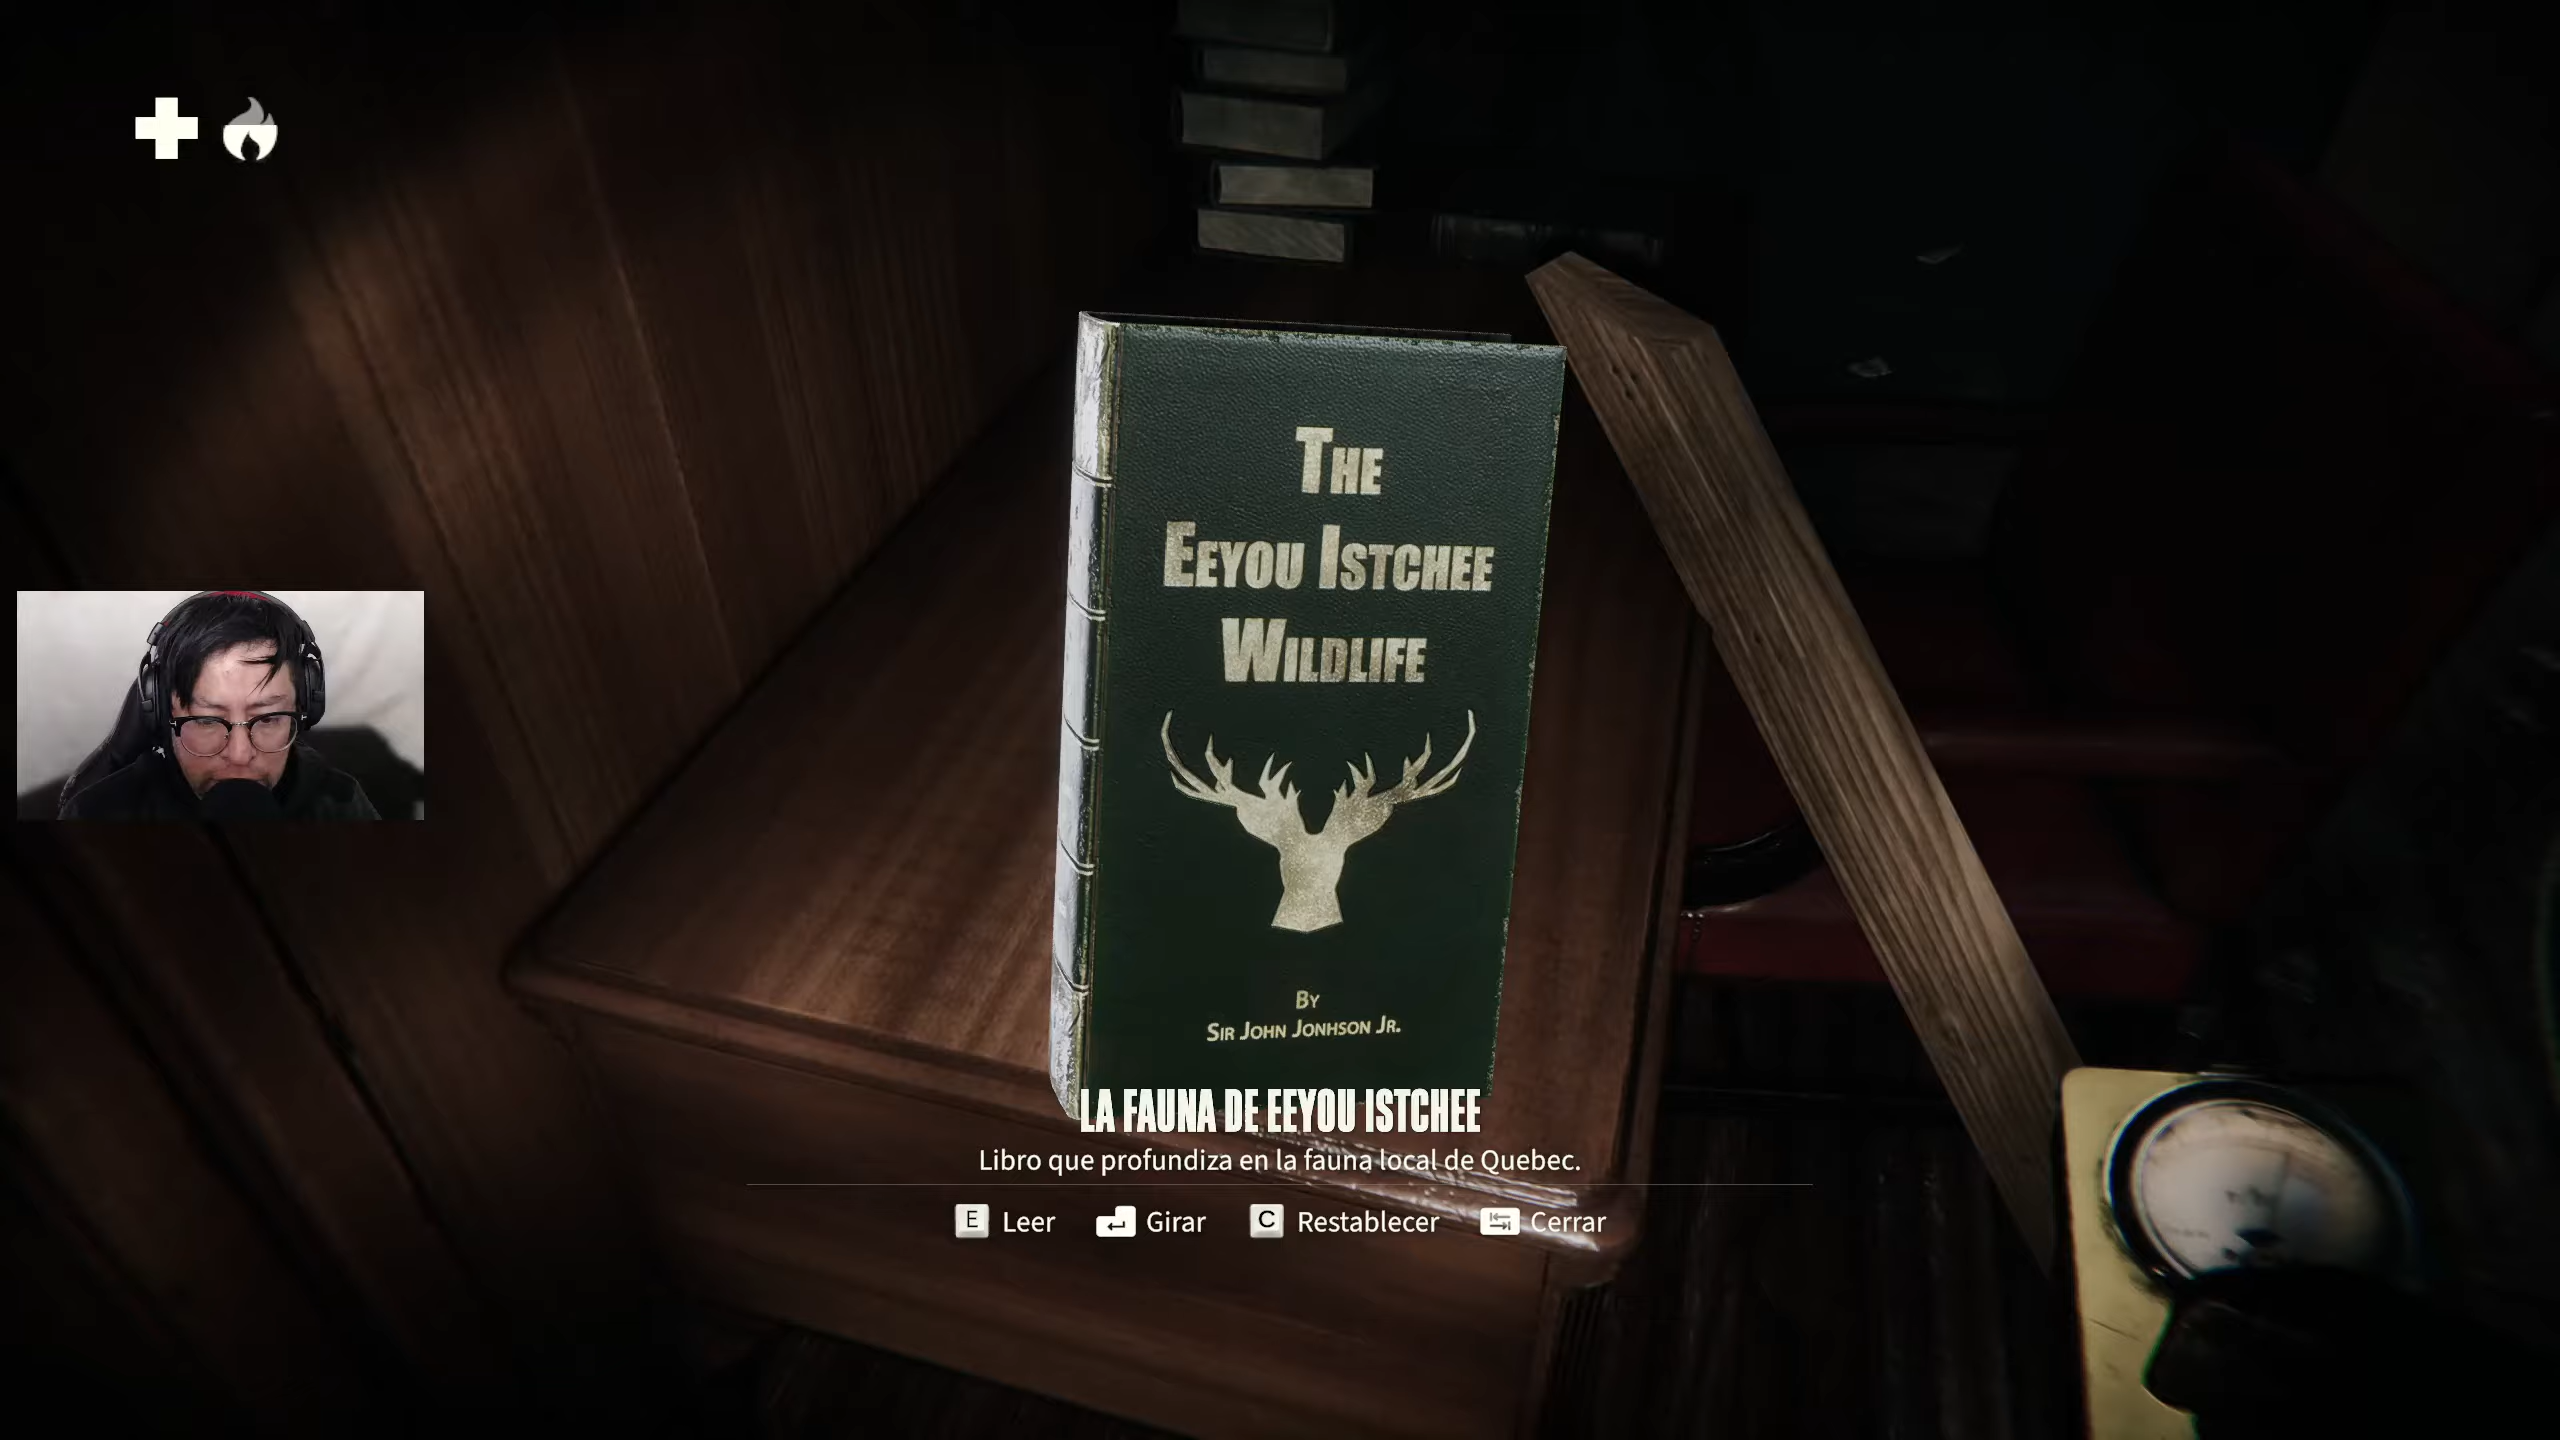 THE
EEYOU ISTCHEE
WILDLIFE
BY
SIR JOHN JONHSON JR.
LA FAUNA DE EEYOU ISTCHEE
Libro que profundiza en la fauna local de Quebec.
E Leer Girar C Restablecer Cerrar